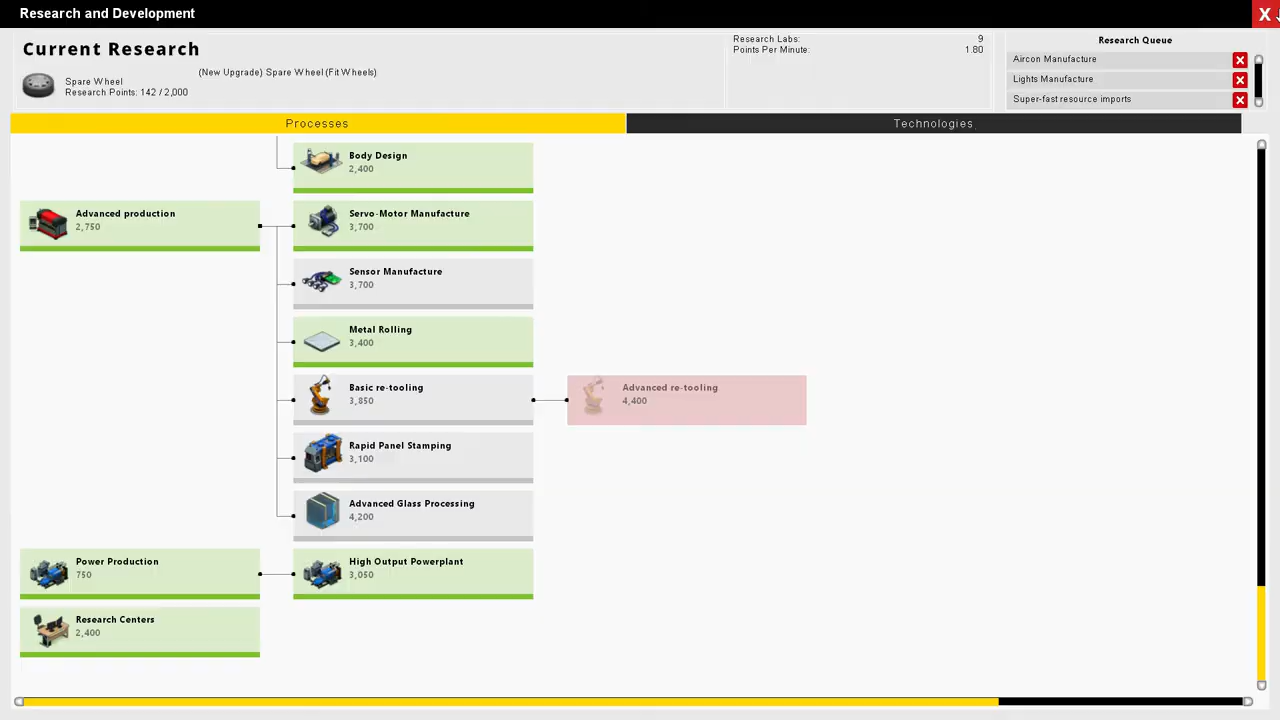 Research and Development
X
Current Research
Spare Wheel
Research Points: 142 / 2,000
(New Upgrade) Spare Wheel (Fit Wheels)
Research Labs: 9
Points Per Minute: 1.80
Research Queue
Aircon Manufacture
Lights Manufacture
Super-fast resource imports
Processes
Technologies
Body Design
2,400
Advanced production
2,750
Servo-Motor Manufacture
3,700
Sensor Manufacture
3,700
Metal Rolling
3,400
Basic re-tooling
3,850
Advanced re-tooling
4,400
Rapid Panel Stamping
3,100
Advanced Glass Processing
4,200
Power Production
750
High Output Powerplant
3,050
Research Centers
2,400